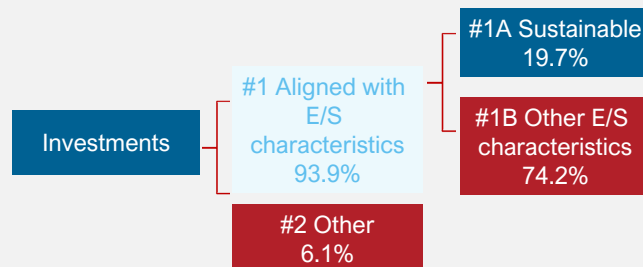 Investments
#1 Aligned with
E/S
characteristics
93.9%
#2 Other
6.1%
#1A Sustainable
19.7%
#1B Other E/S
characteristics
74.2%